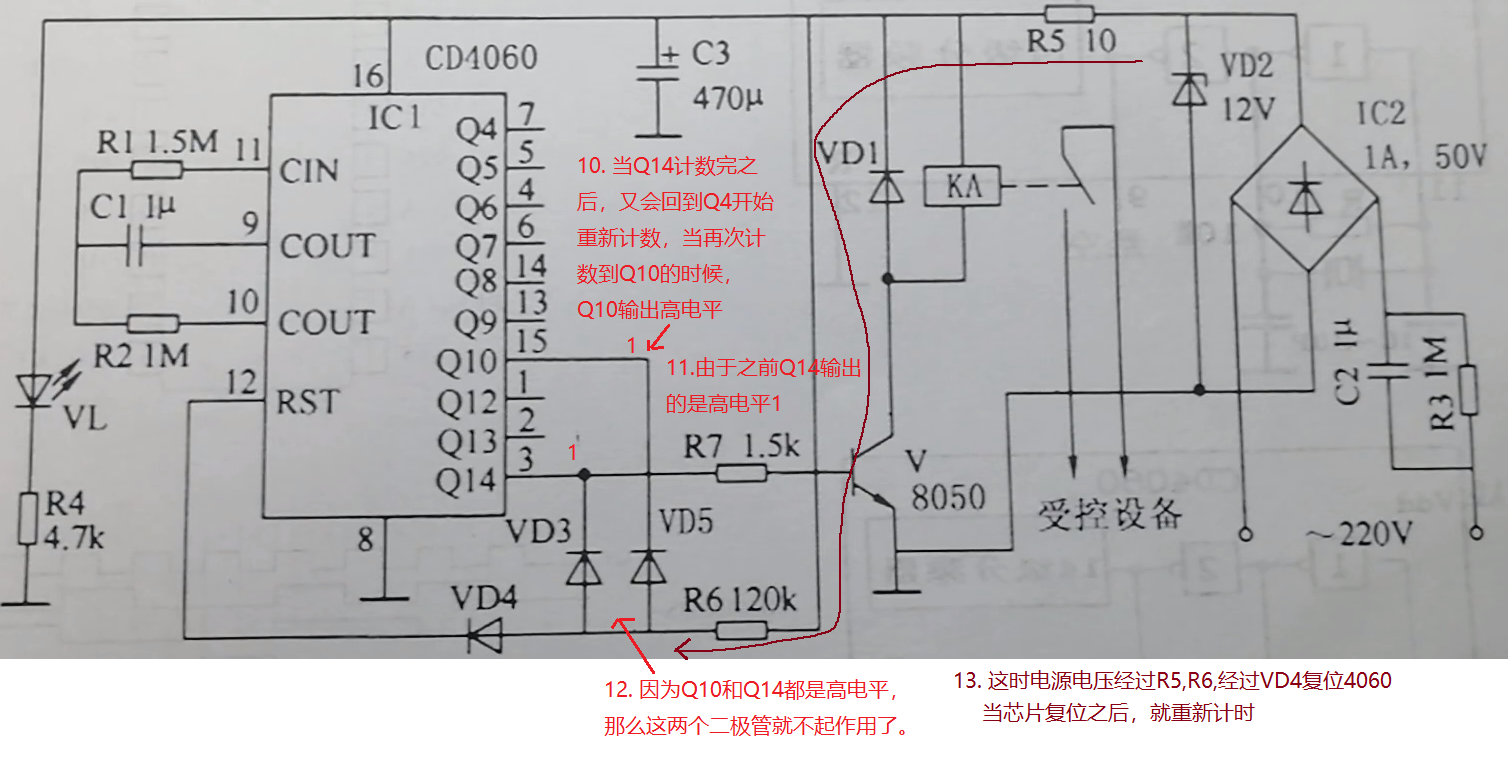 CD4060
C3
470μ
R5 10
VD2
12V
IC2
1A，50V
16
IC1
R1 1.5M
11
CIN
C1 1μ
9
COUT
10
COUT
R2 1M
12
RST
VL
R4
4.7k
8
Q4
7
Q5
5
Q6
4
Q7
6
Q8
14
Q9
13
Q10
15
Q12
1
Q13
2
Q14
3
VD1
KA
10. 当Q14计数完之
后，又会回到Q4开始
重新计数，当再次计
数到Q10的时候，
Q10输出高电平
1
11.由于之前Q14输出
的是高电平1
1
R7 1.5k
V
8050
受控设备
～220V
C2 1μ
R3 1M
VD3
VD5
VD4
R6 120k
CD4060
12. 因为Q10和Q14都是高电平，
那么这两个二极管就不起作用了。
13. 这时电源电压经过R5,R6,经过VD4复位4060
当芯片复位之后，就重新计时